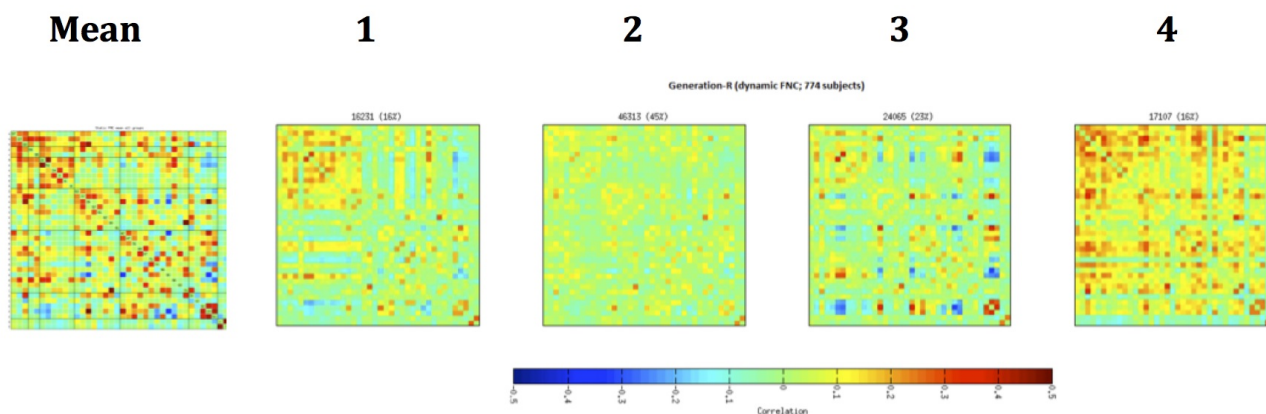 Mean 1 2 3 4
Generation-R (dynamic FNC; 774 subjects)
16231 (16%) 46313 (45%) 24065 (23%) 17107 (16%)
-0.5 -0.4 -0.3 -0.2 -0.1 0 0.1 0.2 0.3 0.4 0.5
Correlation